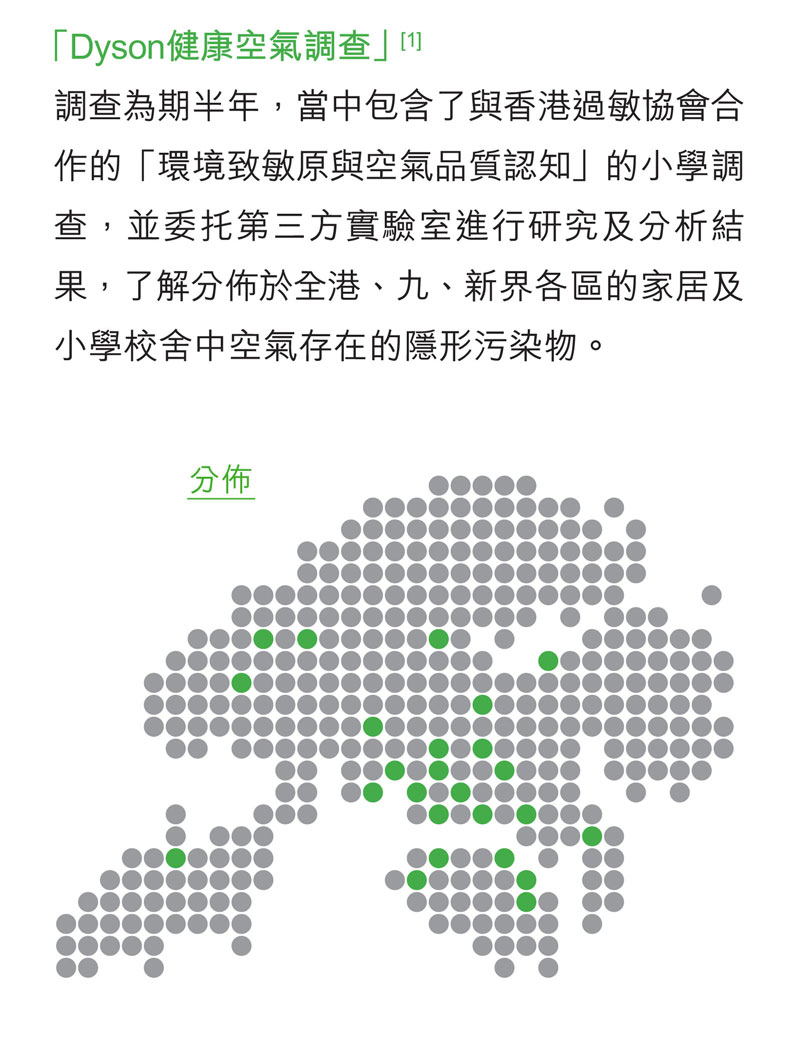 「Dyson健康空氣調查」[1]
調查為期半年，當中包含了與香港過敏協會合
作的「環境致敏原與空氣品質認知」的小學調
查，並委托第三方實驗室進行研究及分析結
果，了解分佈於全港、九、新界各區的家居及
小學校舍中空氣存在的隱形污染物。
分佈